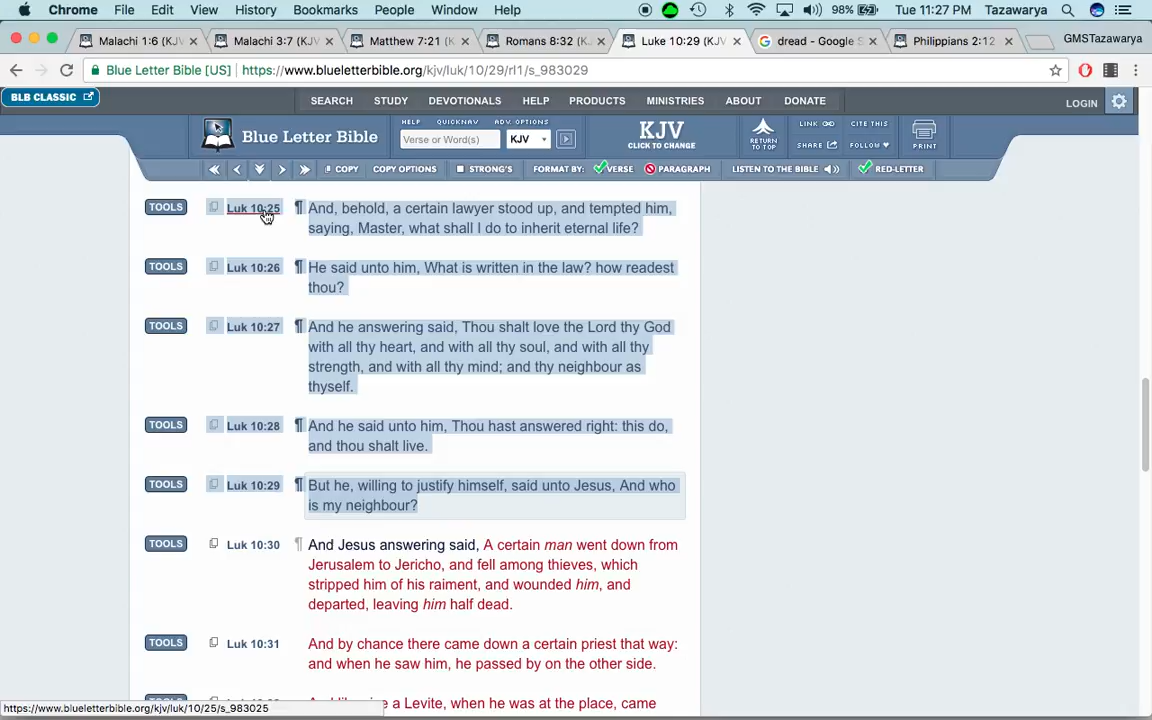 Chrome File Edit View History Bookmarks People Window Help 98% Tue 11:27 PM Tazawarya
Malachi 1:6 (KJV Malachi 3:7 (KJV Matthew 7:21 (K Romans 8:32 (KJ Luke 10:29 (KJV dread - Google S Philippians 2:12 GMSTazawarya
Blue Letter Bible [US] https://www.blueletterbible.org/kjv/luk/10/29/rl1/s_983029
BLB CLASSIC SEARCH STUDY DEVOTIONALS HELP PRODUCTS MINISTRIES ABOUT DONATE LOGIN
HELP QUICKNAV ADV. OPTIONS
Blue Letter Bible Verse or Word(s) KJV KJV CLICK TO CHANGE RETURN TO TOP LINK CITE THIS SHARE FOLLOW PRINT
COPY COPY OPTIONS STRONG'S FORMAT BY: VERSE PARAGRAPH LISTEN TO THE BIBLE RED-LETTER
TOOLS Luk 10:25 ¶ And, behold, a certain lawyer stood up, and tempted him,
saying, Master, what shall I do to inherit eternal life?
TOOLS Luk 10:26 ¶ He said unto him, What is written in the law? how readest
thou?
TOOLS Luk 10:27 ¶ And he answering said, Thou shalt love the Lord thy God
with all thy heart, and with all thy soul, and with all thy
strength, and with all thy mind; and thy neighbour as
thyself.
TOOLS Luk 10:28 ¶ And he said unto him, Thou hast answered right: this do,
and thou shalt live.
TOOLS Luk 10:29 ¶ But he, willing to justify himself, said unto Jesus, And who
is my neighbour?
TOOLS Luk 10:30 ¶ And Jesus answering said, A certain man went down from
Jerusalem to Jericho, and fell among thieves, which
stripped him of his raiment, and wounded him, and
departed, leaving him half dead.
TOOLS Luk 10:31 And by chance there came down a certain priest that way:
and when he saw him, he passed by on the other side.
a Levite, when he was at the place, came
https://www.blueletterbible.org/kjv/luk/10/25/s_983025